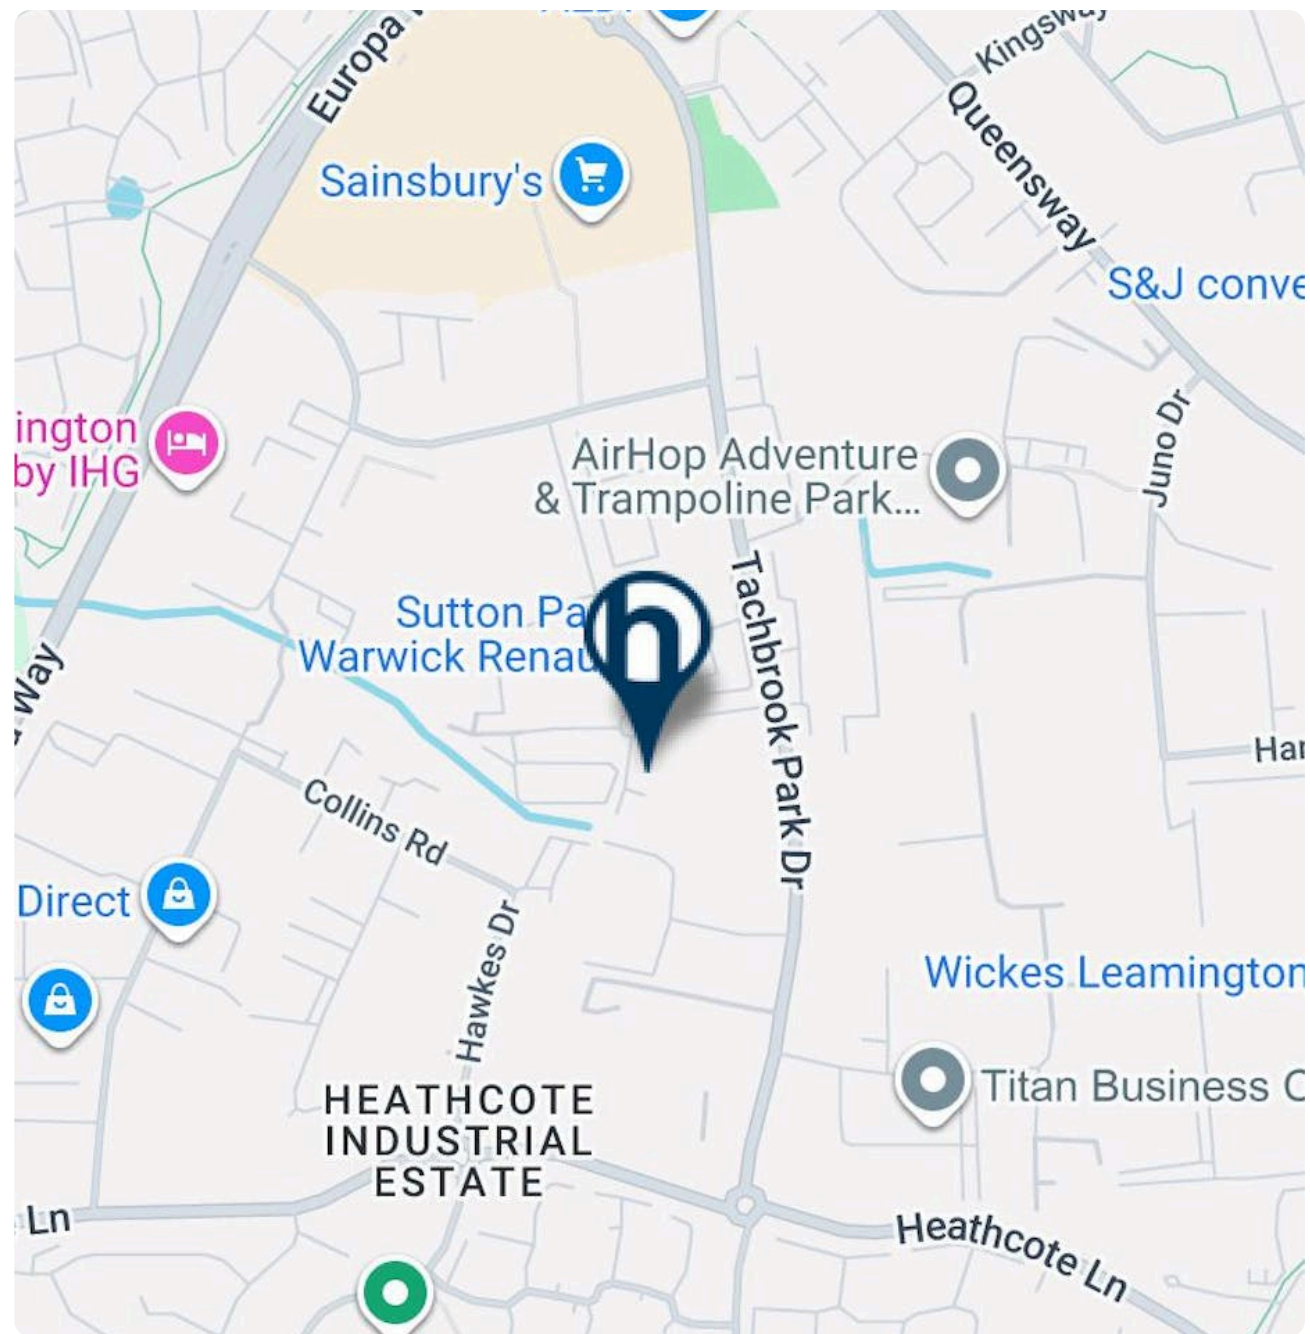 Europa
Kingsway
Queensway
Sainsbury's
S&J conve
Juno Dr
ington
by IHG
AirHop Adventure
& Trampoline Park...
Tachbrook Park Dr
Sutton Pa
Warwick Renau
h
Way
Har
Collins Rd
Direct
Hawkes Dr
Wickes Leamington
Titan Business C
HEATHCOTE
INDUSTRIAL
ESTATE
Ln
Heathcote Ln